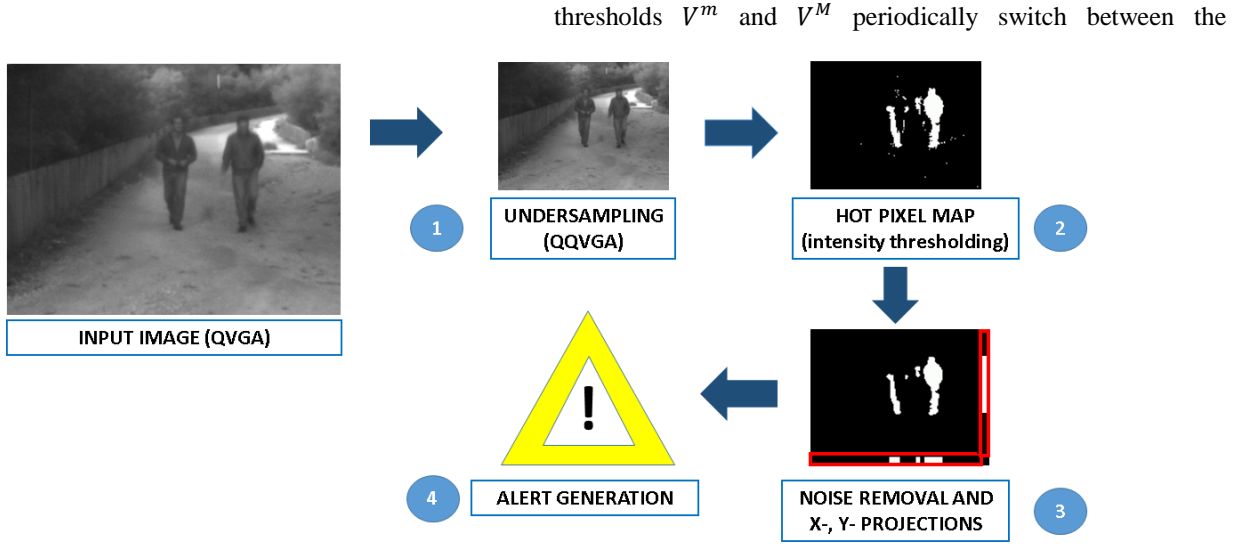 thresholds V^m and V^M periodically switch between the
INPUT IMAGE (QVGA)
1
UNDERSAMPLING
(QQVGA)
HOT PIXEL MAP
(intensity thresholding)
2
NOISE REMOVAL AND
X-, Y- PROJECTIONS
3
!
4
ALERT GENERATION